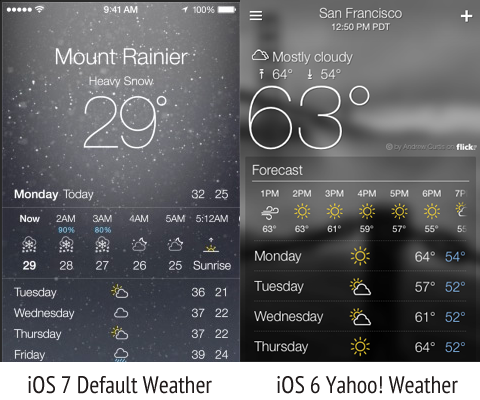 9:41 AM
100%
Mount Rainier
Heavy Snow
29°
Monday Today 32 25
Now 2AM 3AM 4AM 5AM 5:12AM
90% 80%
29 28 27 26 25 Sunrise
Tuesday 36 21
Wednesday 37 22
Thursday 37 22
Friday 39 24
iOS 7 Default Weather
San Francisco
12:50 PM PDT
Mostly cloudy
64° 54°
63°
by Andrew Curtis on flickr
Forecast
1PM 2PM 3PM 4PM 5PM 6PM 7P
63° 63° 61° 59° 57° 55° 55
Monday 64° 54°
Tuesday 57° 52°
Wednesday 61° 52°
Thursday 64° 52°
iOS 6 Yahoo! Weather